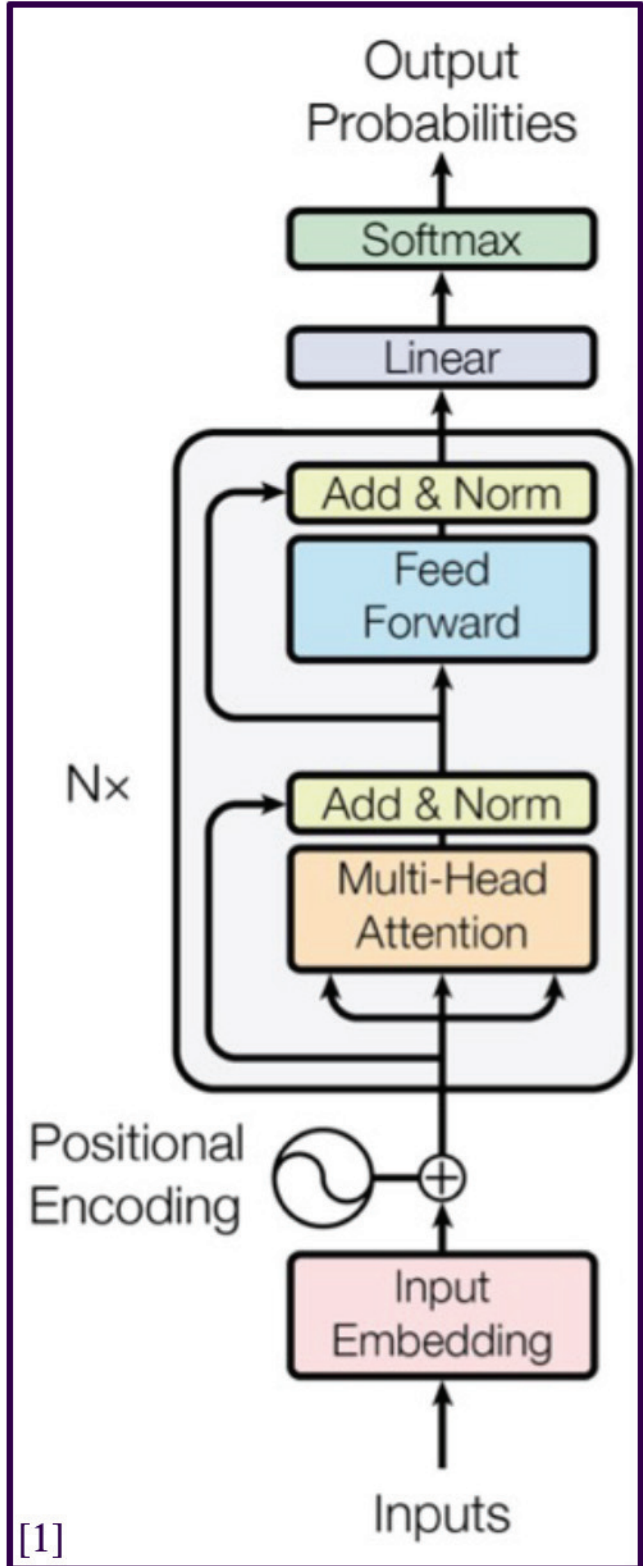 Output
Probabilities
Softmax
Linear
Add & Norm
Feed
Forward
Nx
Add & Norm
Multi-Head
Attention
Positional
Encoding
Input
Embedding
Inputs
[1]